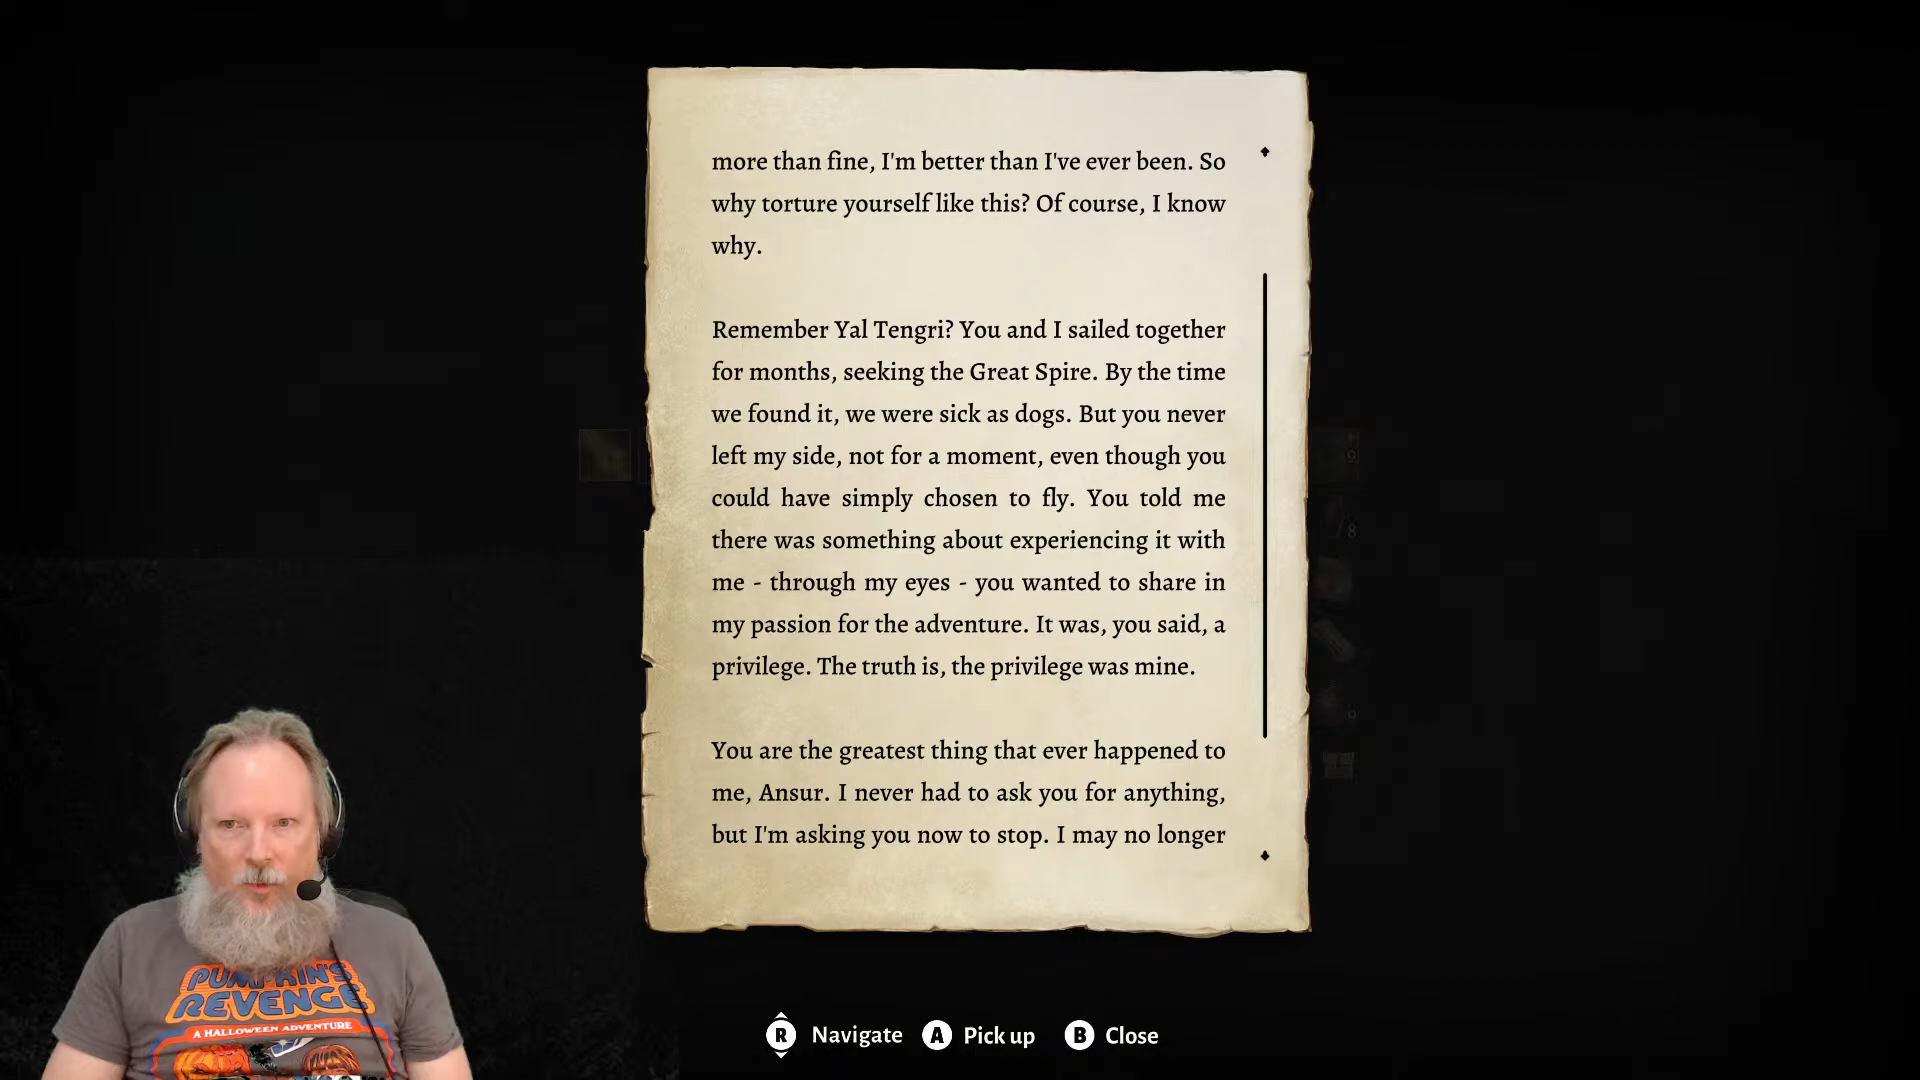 more than fine, I'm better than I've ever been. So
why torture yourself like this? Of course, I know
why.
Remember Yal Tengri? You and I sailed together
for months, seeking the Great Spire. By the time
we found it, we were sick as dogs. But you never
left my side, not for a moment, even though you
could have simply chosen to fly. You told me
there was something about experiencing it with
me - through my eyes - you wanted to share in
my passion for the adventure. It was, you said, a
privilege. The truth is, the privilege was mine.
You are the greatest thing that ever happened to
me, Ansur. I never had to ask you for anything,
but I'm asking you now to stop. I may no longer
9
8
9
PUMPKIN'S
REVENGE
A HALLOWEEN ADVENTURE
R Navigate A Pick up B Close